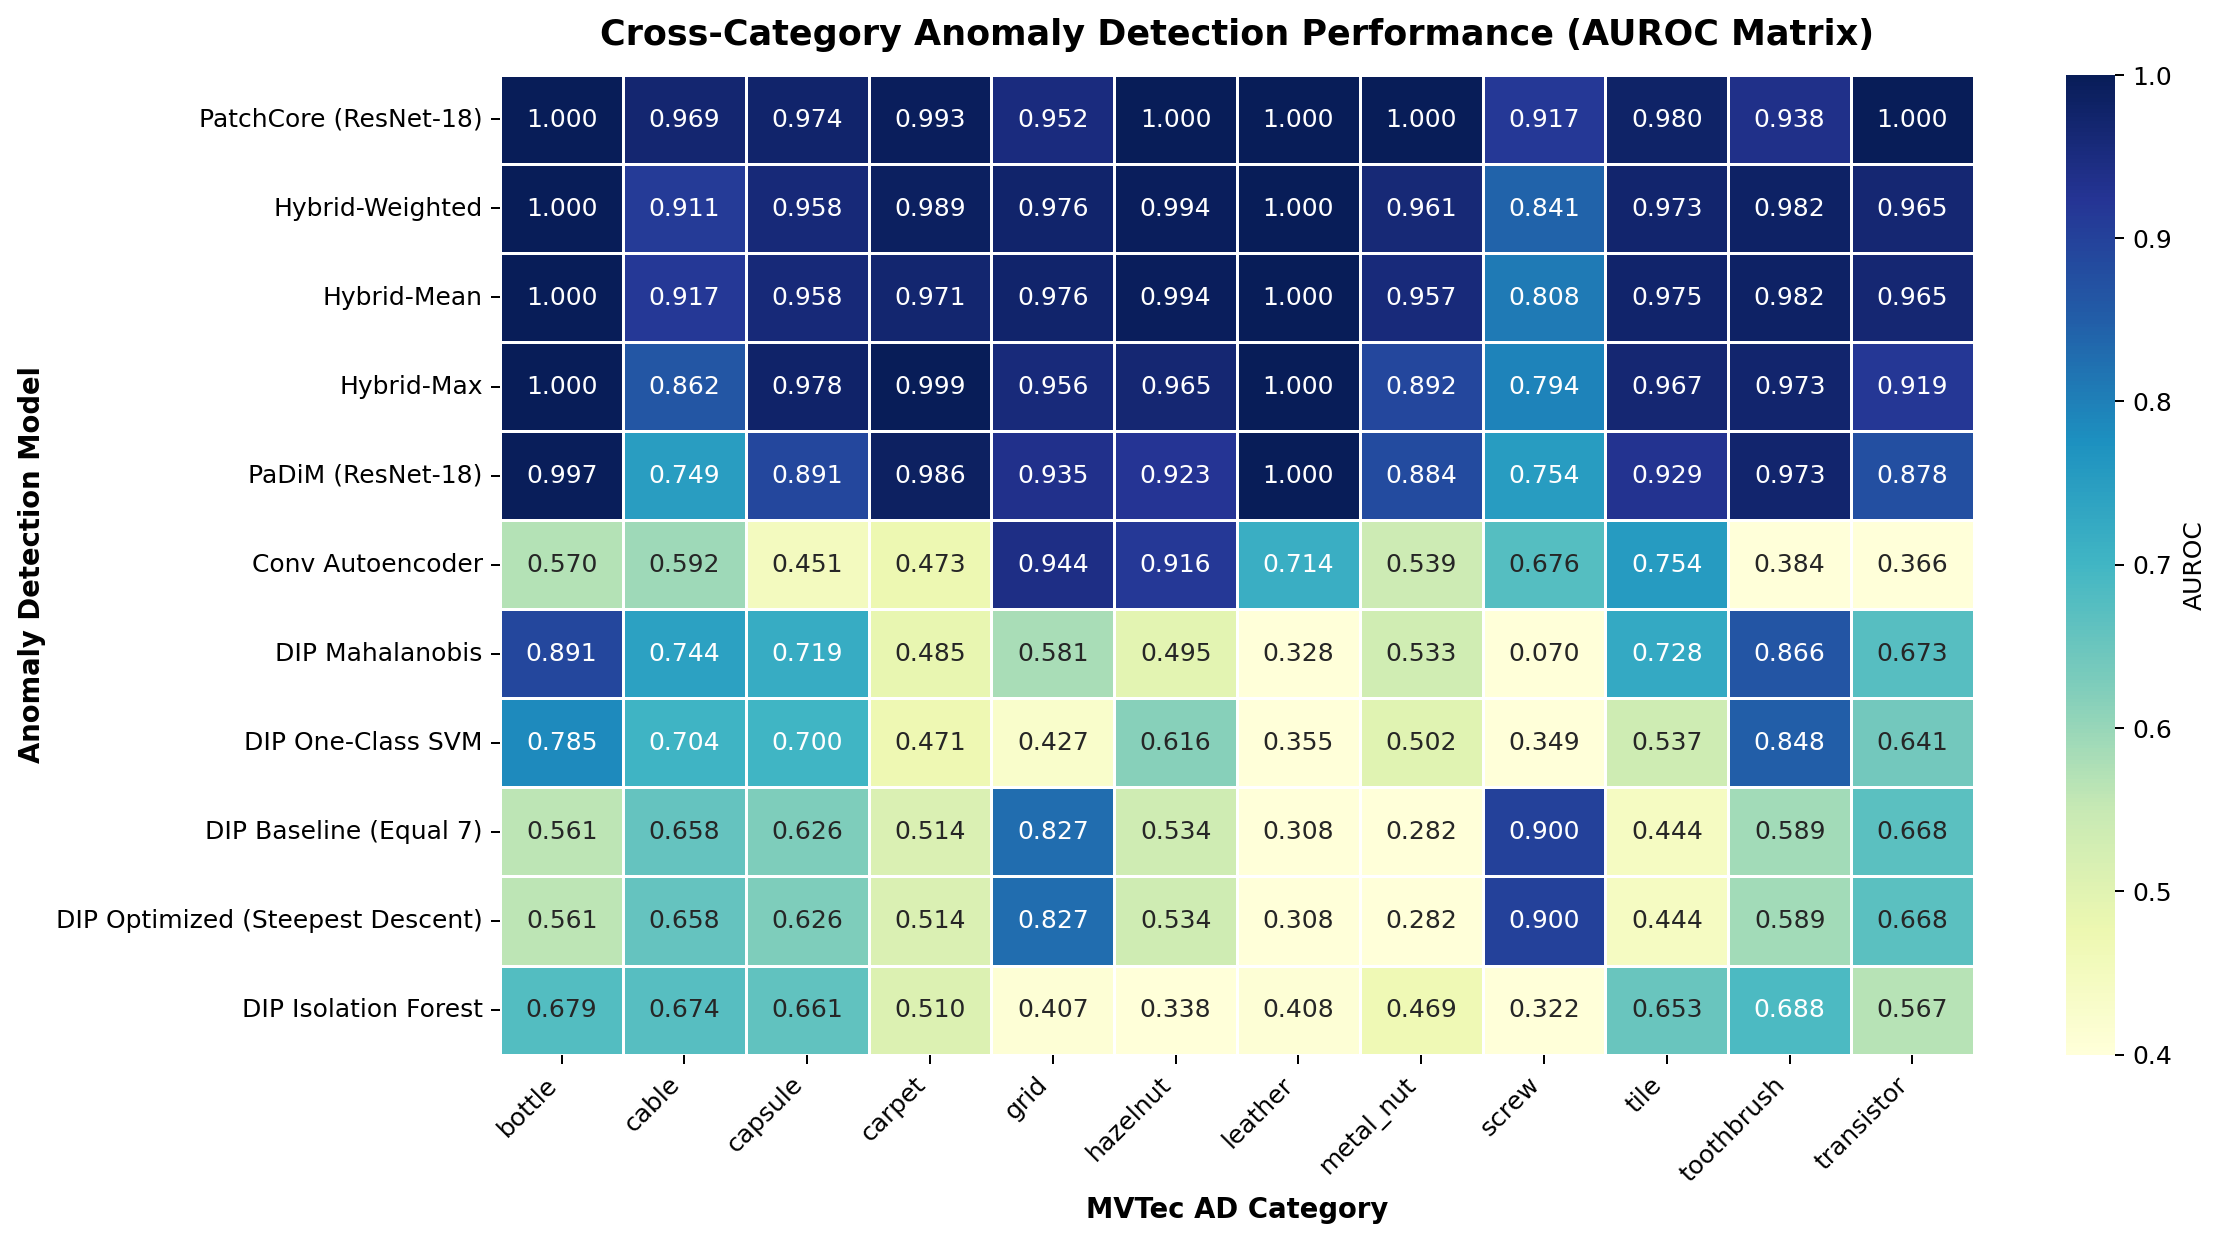 Cross-Category Anomaly Detection Performance (AUROC Matrix)
Anomaly Detection Model
PatchCore (ResNet-18) 1.000 0.969 0.974 0.993 0.952 1.000 1.000 1.000 0.917 0.980 0.938 1.000
Hybrid-Weighted 1.000 0.911 0.958 0.989 0.976 0.994 1.000 0.961 0.841 0.973 0.982 0.965
Hybrid-Mean 1.000 0.917 0.958 0.971 0.976 0.994 1.000 0.957 0.808 0.975 0.982 0.965
Hybrid-Max 1.000 0.862 0.978 0.999 0.956 0.965 1.000 0.892 0.794 0.967 0.973 0.919
PaDiM (ResNet-18) 0.997 0.749 0.891 0.986 0.935 0.923 1.000 0.884 0.754 0.929 0.973 0.878
Conv Autoencoder 0.570 0.592 0.451 0.473 0.944 0.916 0.714 0.539 0.676 0.754 0.384 0.366
DIP Mahalanobis 0.891 0.744 0.719 0.485 0.581 0.495 0.328 0.533 0.070 0.728 0.866 0.673
DIP One-Class SVM 0.785 0.704 0.700 0.471 0.427 0.616 0.355 0.502 0.349 0.537 0.848 0.641
DIP Baseline (Equal 7) 0.561 0.658 0.626 0.514 0.827 0.534 0.308 0.282 0.900 0.444 0.589 0.668
DIP Optimized (Steepest Descent) 0.561 0.658 0.626 0.514 0.827 0.534 0.308 0.282 0.900 0.444 0.589 0.668
DIP Isolation Forest 0.679 0.674 0.661 0.510 0.407 0.338 0.408 0.469 0.322 0.653 0.688 0.567
bottle cable capsule carpet grid hazelnut leather metal_nut screw tile toothbrush transistor
MVTec AD Category
1.0
0.9
0.8
0.7
0.6
0.5
0.4
AUROC